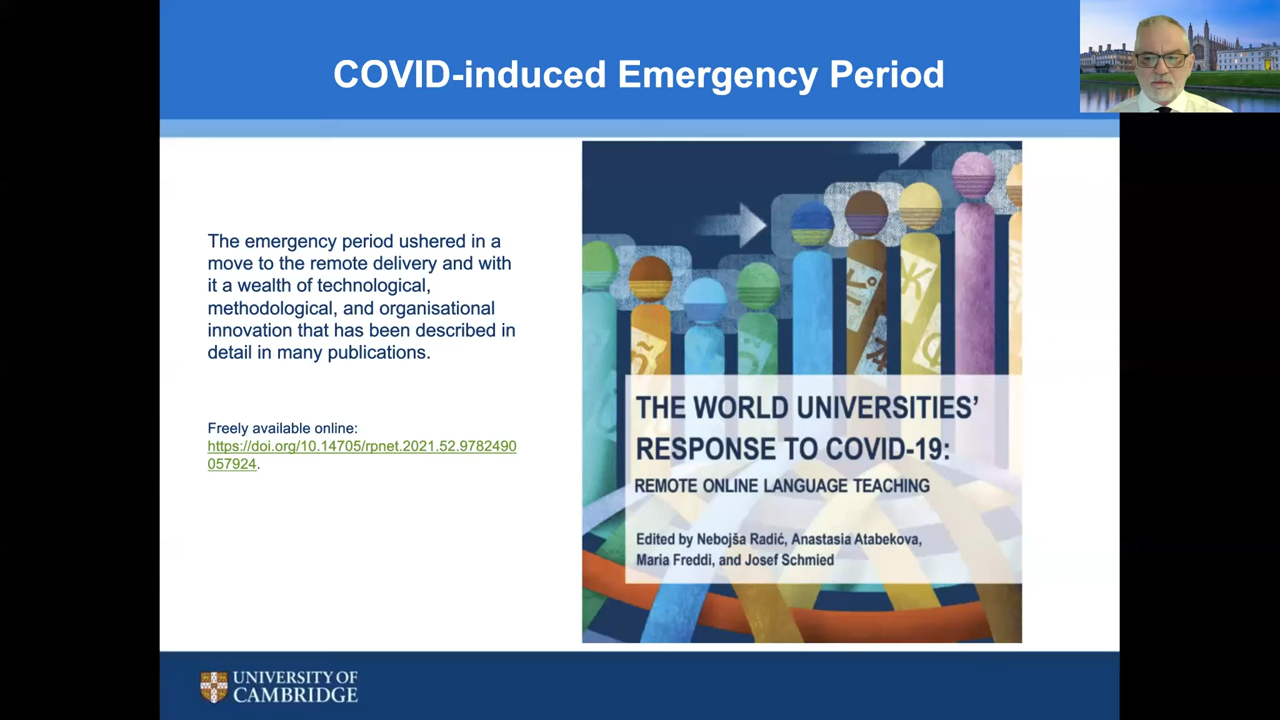 COVID-induced Emergency Period
The emergency period ushered in a
move to the remote delivery and with
it a wealth of technological,
methodological, and organisational
innovation that has been described in
detail in many publications.
Freely available online:
https://doi.org/10.14705/rpnet.2021.52.9782490
057924.
THE WORLD UNIVERSITIES’
RESPONSE TO COVID-19:
REMOTE ONLINE LANGUAGE TEACHING
Edited by Nebojša Radić, Anastasia Atabekova,
Maria Freddi, and Josef Schmied
UNIVERSITY OF
CAMBRIDGE